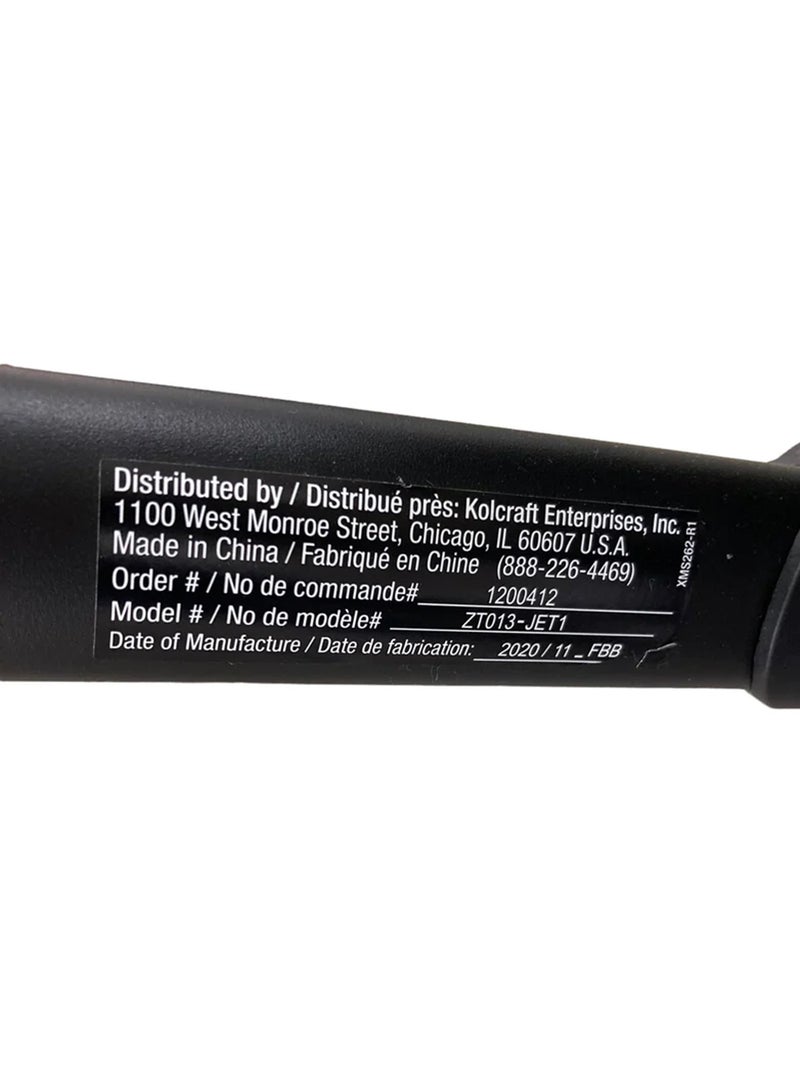 Distributed by / Distribué près: Kolcraft Enterprises, Inc.
1100 West Monroe Street, Chicago, IL 60607 U.S.A.
Made in China / Fabriqué en Chine (888-226-4469)
Order # / No de commande# 1200412
Model # / No de modèle# ZT013-JET1
Date of Manufacture / Date de fabrication: 2020 / 11 _ FBB
XMS262-R1